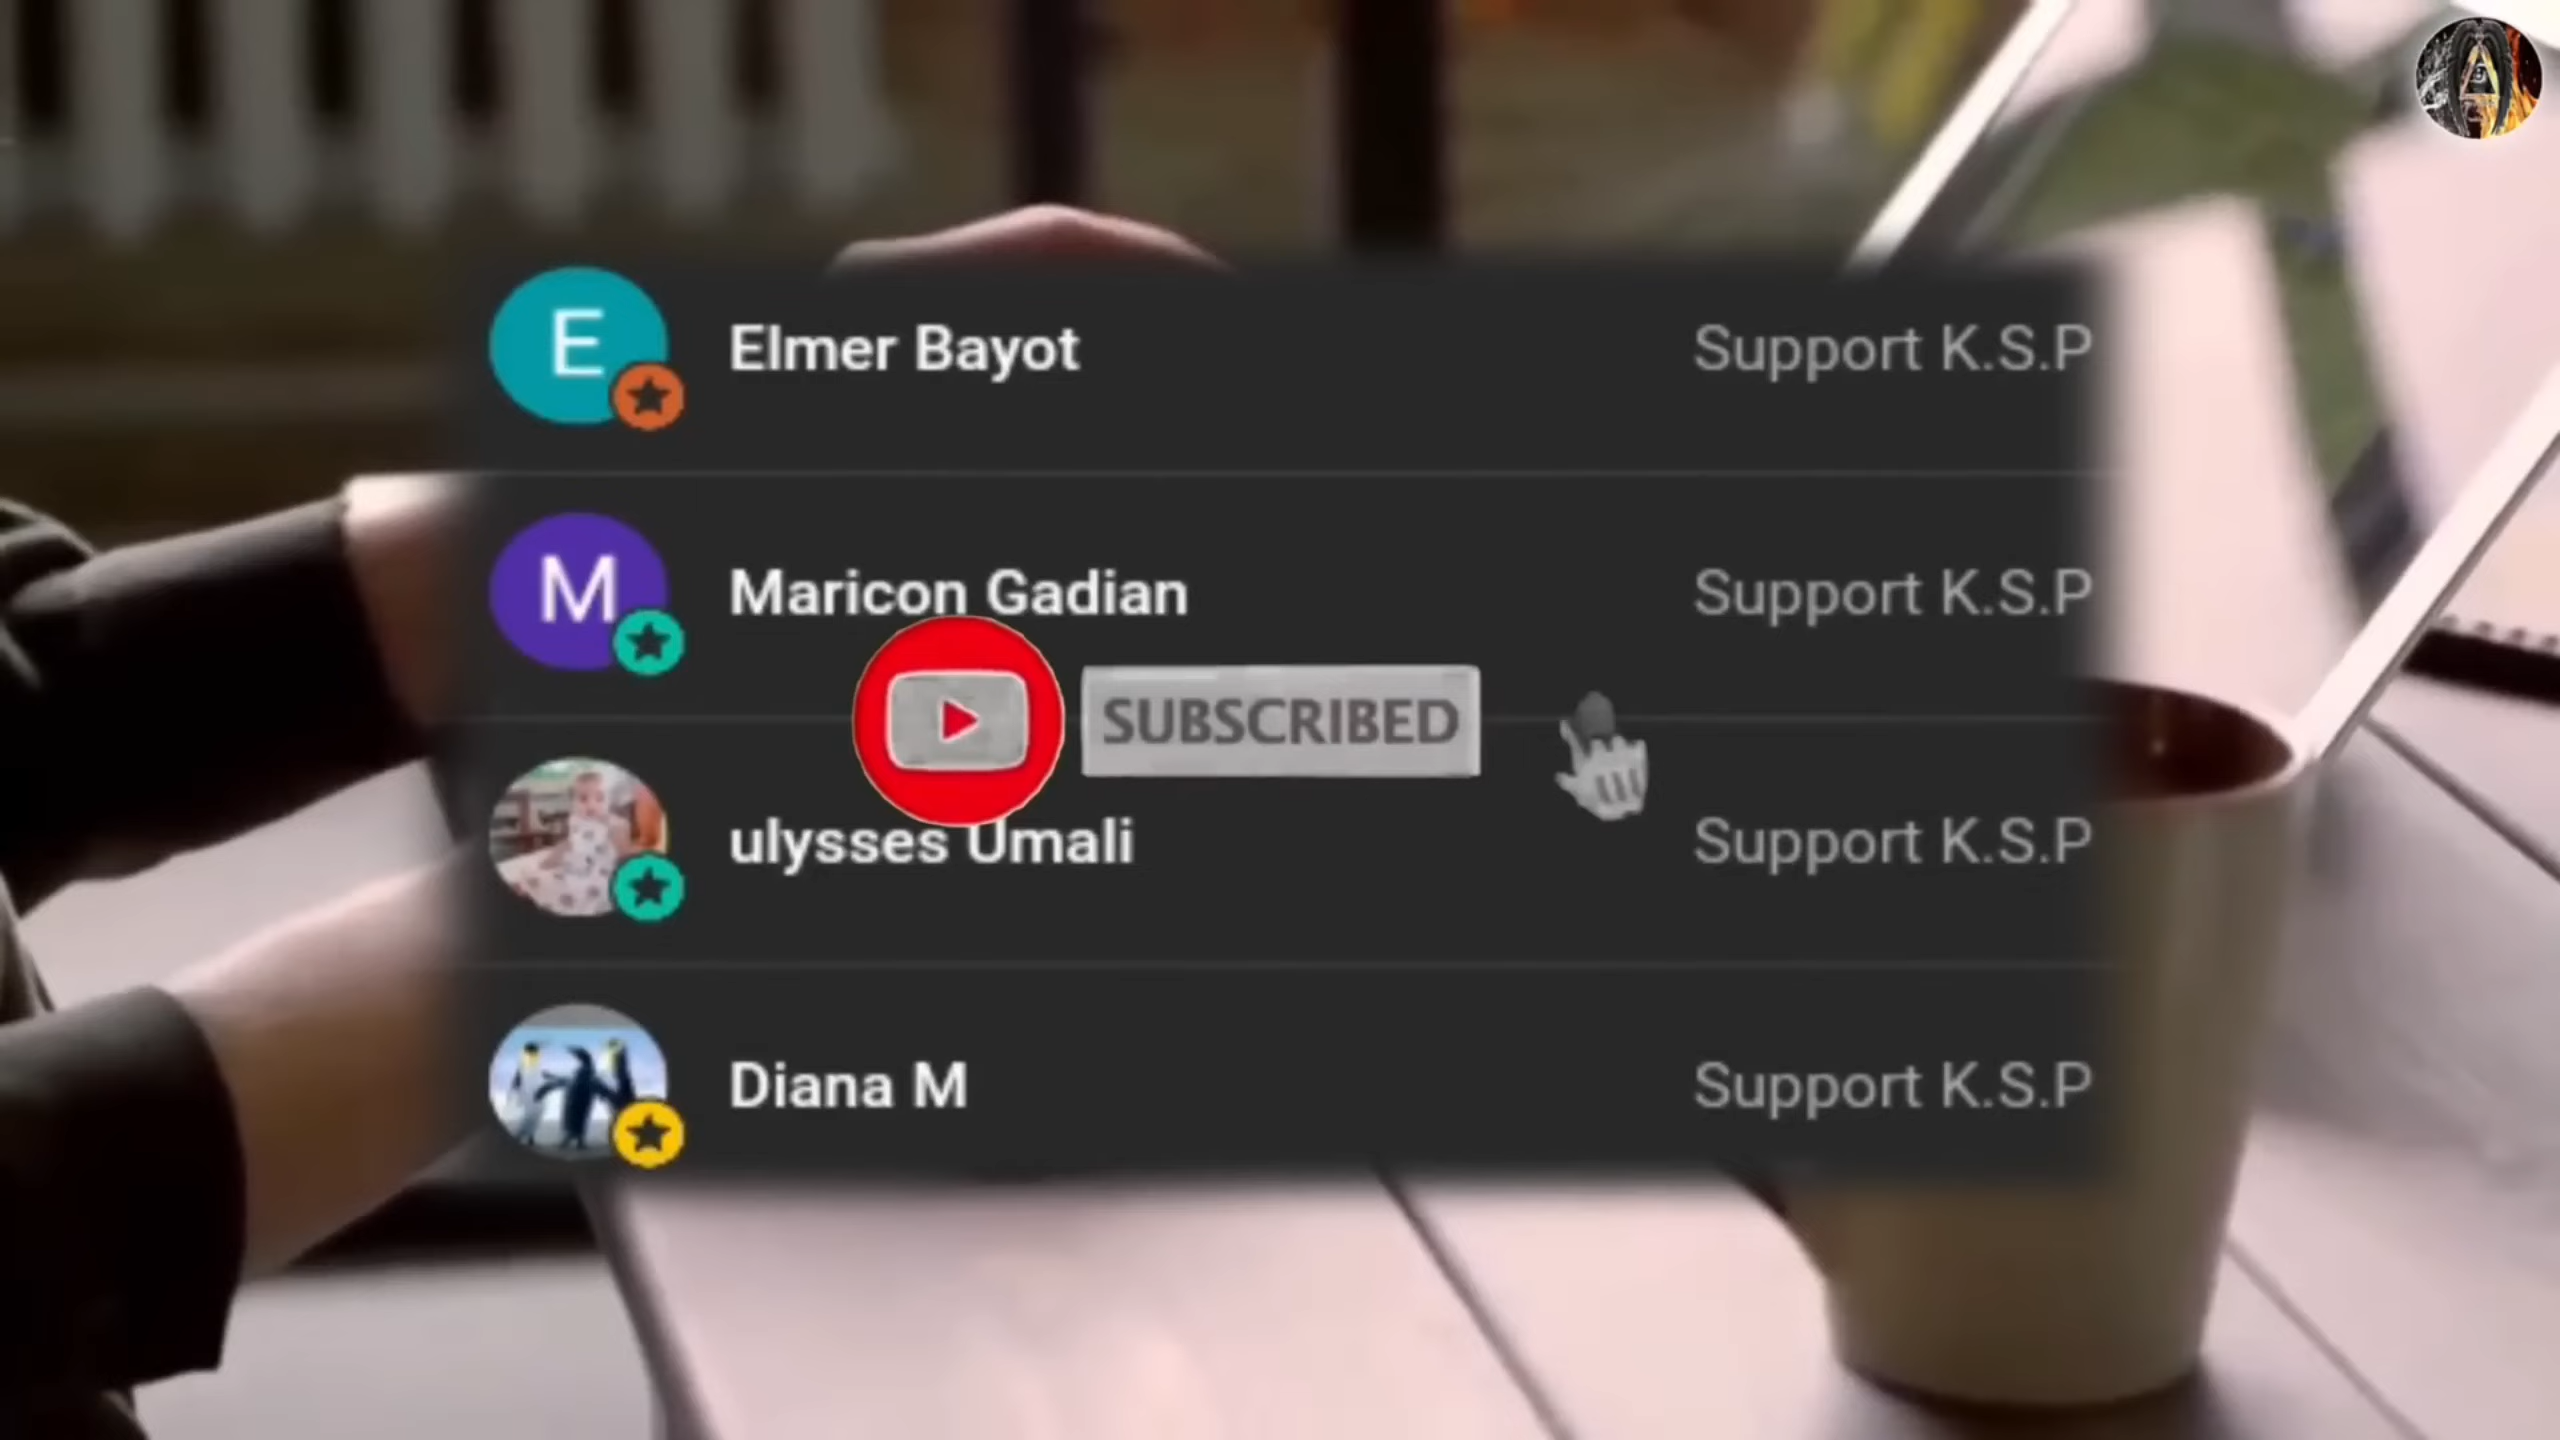 E
Elmer Bayot
Support K.S.P
M
Maricon Gadian
Support K.S.P
SUBSCRIBED
ulysses Umali
Support K.S.P
Diana M
Support K.S.P